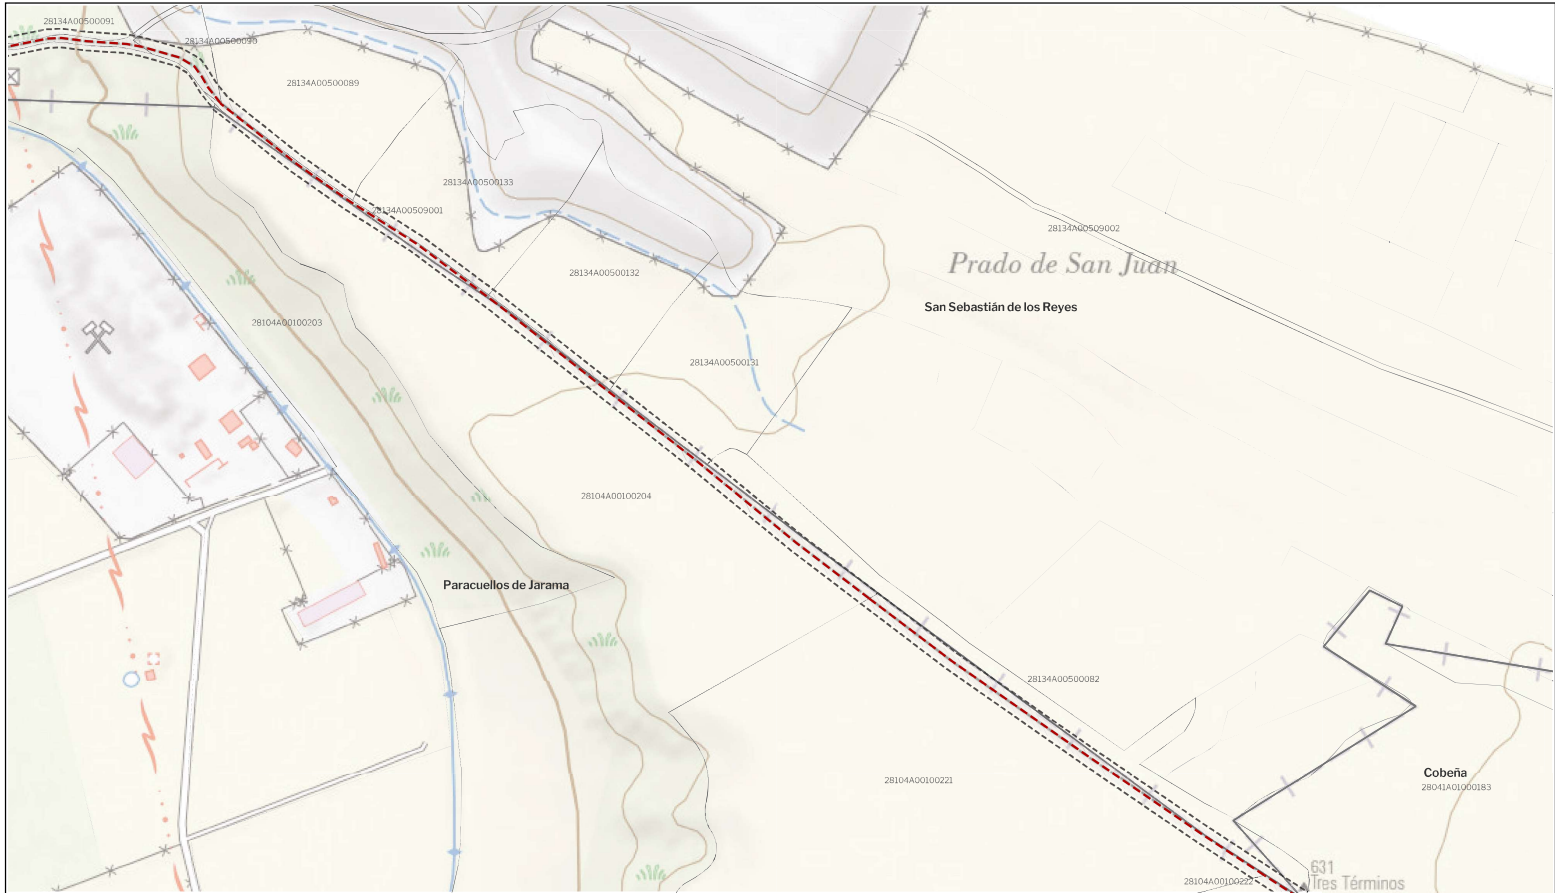 28134A00500091
28134A00500090
28134A00500089
28134A00500133
28134A00509001
28134A00509002
Prado de San Juan
28134A00500132
San Sebastián de los Reyes
28104A00100203
28134A00500131
28104A00100204
Paracuellos de Jarama
28134A00500082
Cobeña
28104A00100221
28041A01000183
631
Tres Términos
28104A00100222